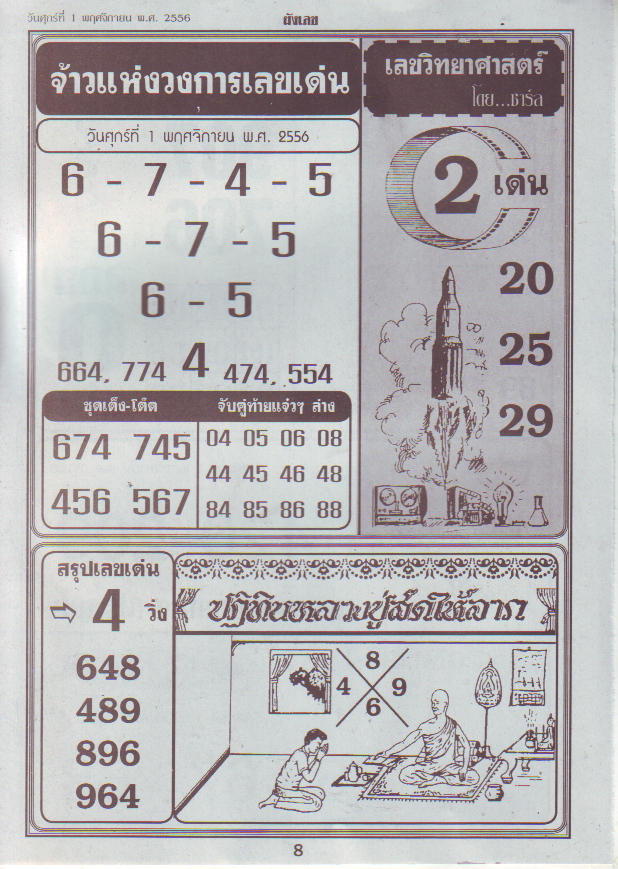 วันศุกร์ที่ 1 พฤศจิกายน พ.ศ. 2556
ผังเลข
จ้าวแห่งวงการเลขเด่น
วันศุกร์ที่ 1 พฤศจิกายน พ.ศ. 2556
6 - 7 - 4 - 5
6 - 7 - 5
6 - 5
664, 774 4 474, 554
ชุดเต็ง-โต๊ด
674 745
456 567
จับคู่ท้ายแจ๋วๆ ล่าง
04 05 06 08
44 45 46 48
84 85 86 88
เลขวิทยาศาสตร์
โดย...ชาร์ล
2 เด่น
20
25
29
สรุปเลขเด่น
4 วิ่ง
648
489
896
964
ปฏิทินหลวงปู่สดให้ลาภ
8
4 9
6
8